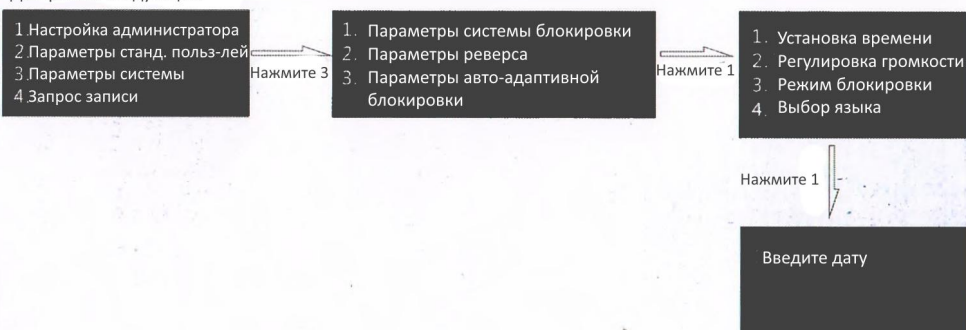 1.Настройка администратора
2.Параметры станд. польз-лей
3.Параметры системы
4.Запрос записи
Нажмите 3
1. Параметры системы блокировки
2. Параметры реверса
3. Параметры авто-адаптивной
блокировки
Нажмите 1
1. Установка времени
2. Регулировка громкости
3. Режим блокировки
4. Выбор языка
Нажмите 1
Введите дату